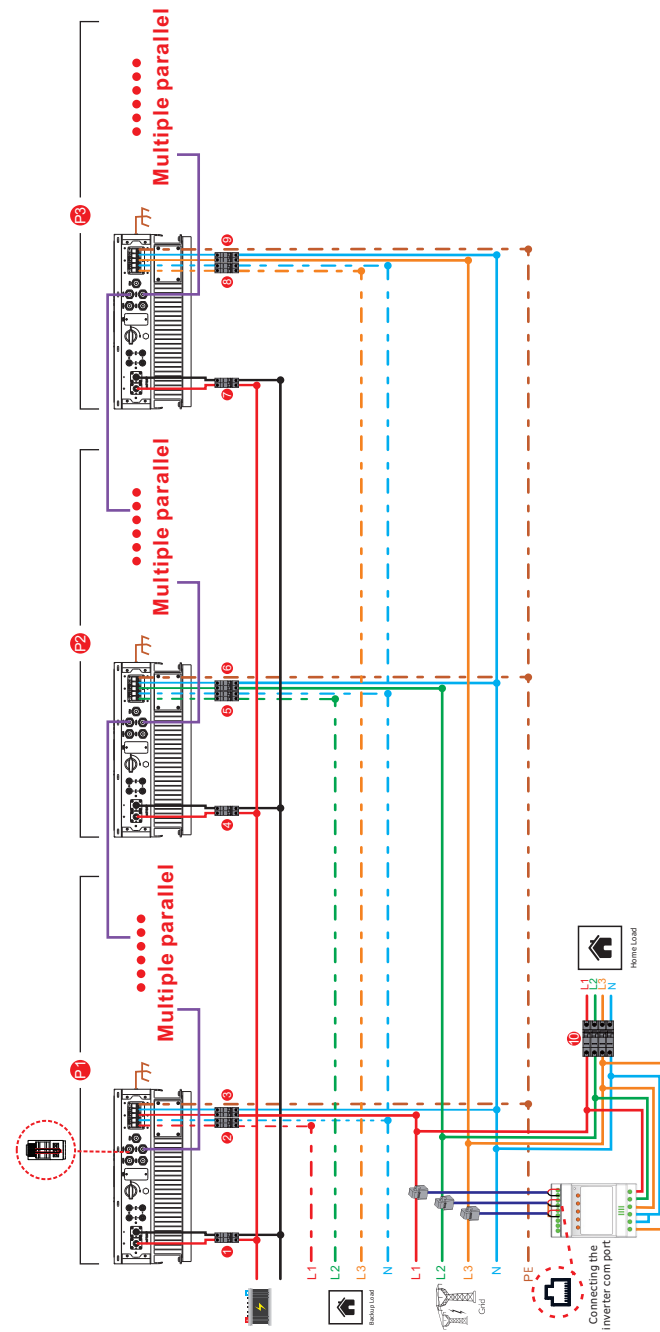 P3
Multiple parallel
9
8
7
P2
Multiple parallel
6
5
4
P1
Multiple parallel
3
2
1
L1
L2
L3
N
Backup Load
L1
L2
L3
N
Grid
PE
10
L1
L2
L3
N
Home Load
Connecting the
inverter com port